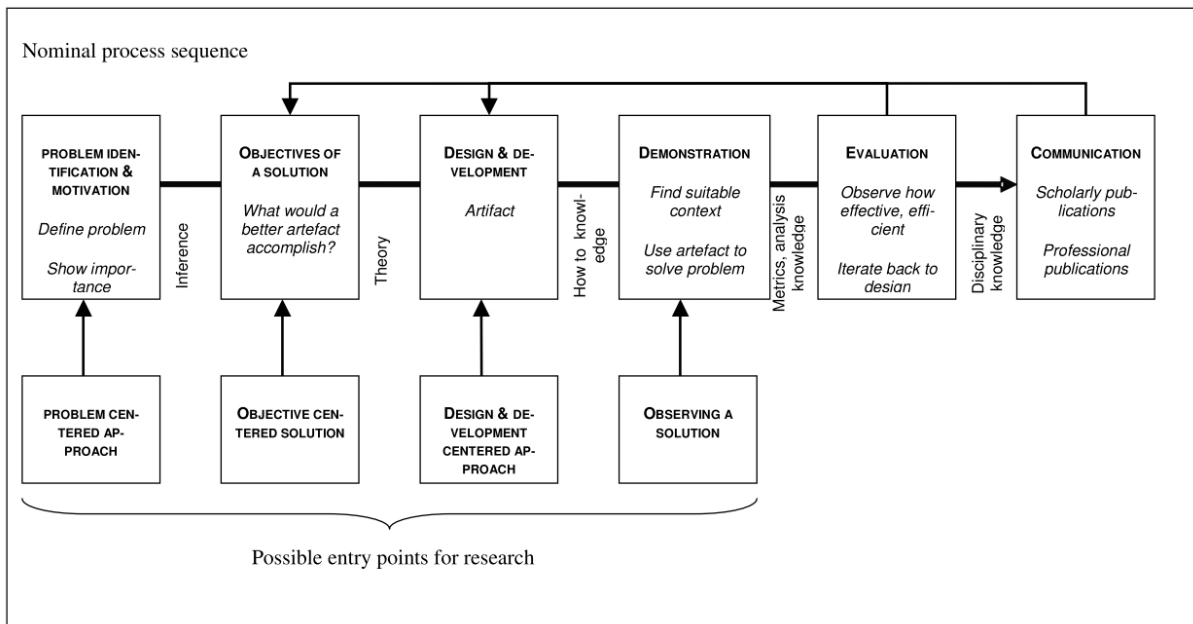 Nominal process sequence
PROBLEM IDEN-
TIFICATION &
MOTIVATION
Define problem
Show impor-
tance
Inference
OBJECTIVES OF
A SOLUTION
What would a
better artefact
accomplish?
Theory
DESIGN & DE-
VELOPMENT
Artifact
How to knowl-
edge
DEMONSTRATION
Find suitable
context
Use artefact to
solve problem
Metrics, analysis
knowledge
EVALUATION
Observe how
effective, effi-
cient
Iterate back to
design
Disciplinary
knowledge
COMMUNICATION
Scholarly pub-
lications
Professional
publications
PROBLEM CEN-
TERED AP-
PROACH
OBJECTIVE CEN-
TERED SOLUTION
DESIGN & DE-
VELOPMENT
CENTERED AP-
PROACH
OBSERVING A
SOLUTION
Possible entry points for research